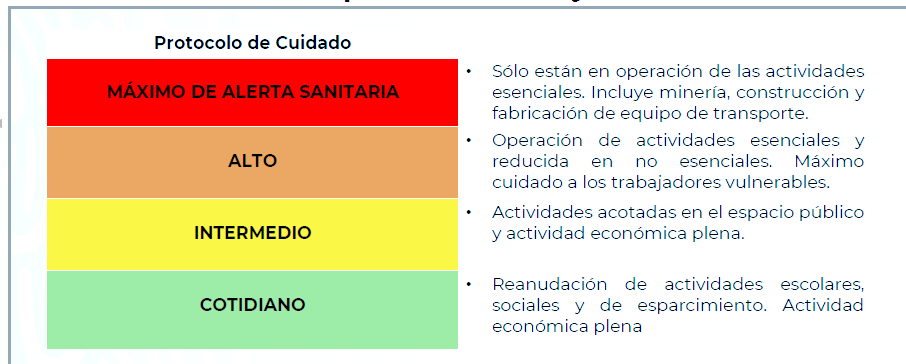 Protocolo de Cuidado
MÁXIMO DE ALERTA SANITARIA
• Sólo están en operación de las actividades
esenciales. Incluye minería, construcción y
fabricación de equipo de transporte.
ALTO
• Operación de actividades esenciales y
reducida en no esenciales. Máximo
cuidado a los trabajadores vulnerables.
INTERMEDIO
• Actividades acotadas en el espacio público
y actividad económica plena.
COTIDIANO
• Reanudación de actividades escolares,
sociales y de esparcimiento. Actividad
económica plena